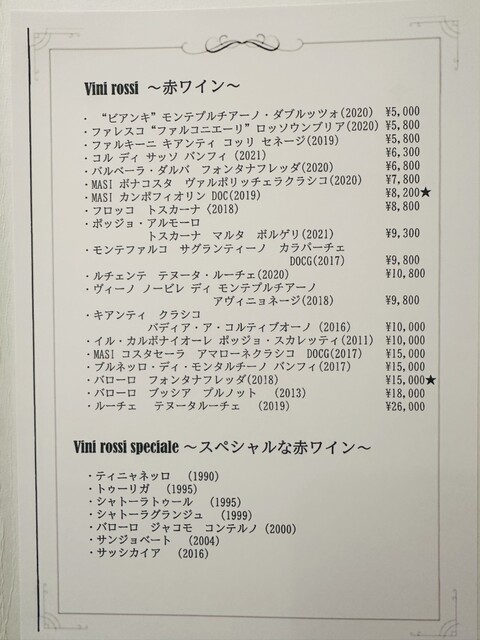 Vini rossi ～赤ワイン～
・ “ビアンキ” モンテプルチアーノ・ダブルッツォ(2020) ¥5,000
・ファレスコ“ファルコニエーリ” ロッソウンブリア(2020) ¥5,800
・ファルキーニ キアンティ コッリ セネージ(2019) ¥5,800
・コル ディ サッソ バンフィ (2021) ¥6,300
・バルベーラ・ダルバ フォンタナフレッダ(2020) ¥6,800
・MASI ボナコスタ ヴァルポリッチェラクラシコ(2020) ¥7,800
・MASI カンポフィオリン DOC(2019) ¥8,200★
・フロッコ トスカーナ〈2018) ¥8,800
・ポッジョ・アルモーロ
トスカーナ マルタ ボルゲリ(2021) ¥9,300
・モンテファルコ サグランティーノ カラパーチェ
DOCG(2017) ¥9,800
・ルチェンテ テヌータ・ルーチェ(2020) ¥10,800
・ヴィーノ ノービレ ディ モンテプルチアーノ
アヴィニョネージ(2018) ¥9,800
・キアンティ クラシコ
バディア・ア・コルティブオーノ (2016) ¥10,000
・イル・カルボナイオーレ ポッジョ・スカレッティ(2011) ¥10,000
・MASI コスタセーラ アマローネクラシコ DOCG(2017) ¥15,000
・ブルネッロ・ディ・モンタルチーノ バンフィ(2017) ¥15,000
・バローロ フォンタナフレッダ(2018) ¥15,000★
・バローロ ブッシア プルノット (2013) ¥18,000
・ルーチェ テヌータルーチェ (2019) ¥26,000
Vini rossi speciale ～スペシャルな赤ワイン～
・ティニャネッロ (1990)
・トゥーリガ (1995)
・シャトーラトゥール (1995)
・シャトーラグランジュ (1999)
・バローロ ジャコモ コンテルノ (2000)
・サンジョベート (2004)
・サッシカイア (2016)